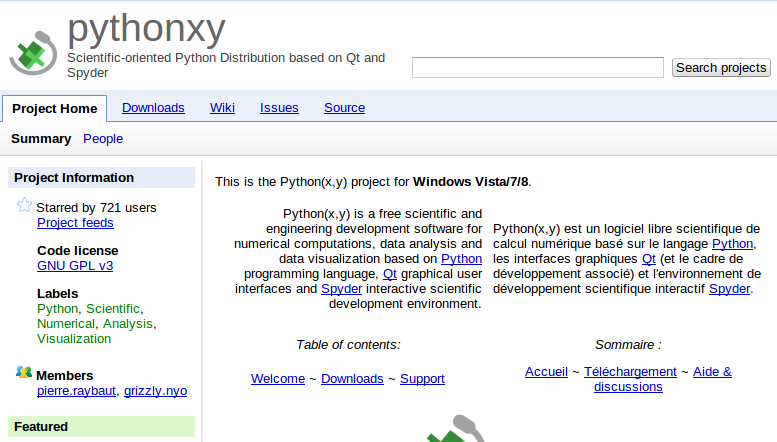 pythonxy
Scientific-oriented Python Distribution based on Qt and
Spyder
Search projects
Project Home Downloads Wiki Issues Source
Summary People
Project Information
Starred by 721 users
Project feeds
Code license
GNU GPL v3
Labels
Python, Scientific,
Numerical, Analysis,
Visualization
Members
pierre.raybaut, grizzly.nyo
Featured
This is the Python(x,y) project for Windows Vista/7/8.
Python(x,y) is a free scientific and
engineering development software for
numerical computations, data analysis and
data visualization based on Python
programming language, Qt graphical user
interfaces and Spyder interactive scientific
development environment.
Python(x,y) est un logiciel libre scientifique de
calcul numérique basé sur le langage Python,
les interfaces graphiques Qt (et le cadre de
développement associé) et l'environnement de
développement scientifique interactif Spyder.
Table of contents:
Welcome ~ Downloads ~ Support
Sommaire :
Accueil ~ Téléchargement ~ Aide &
discussions